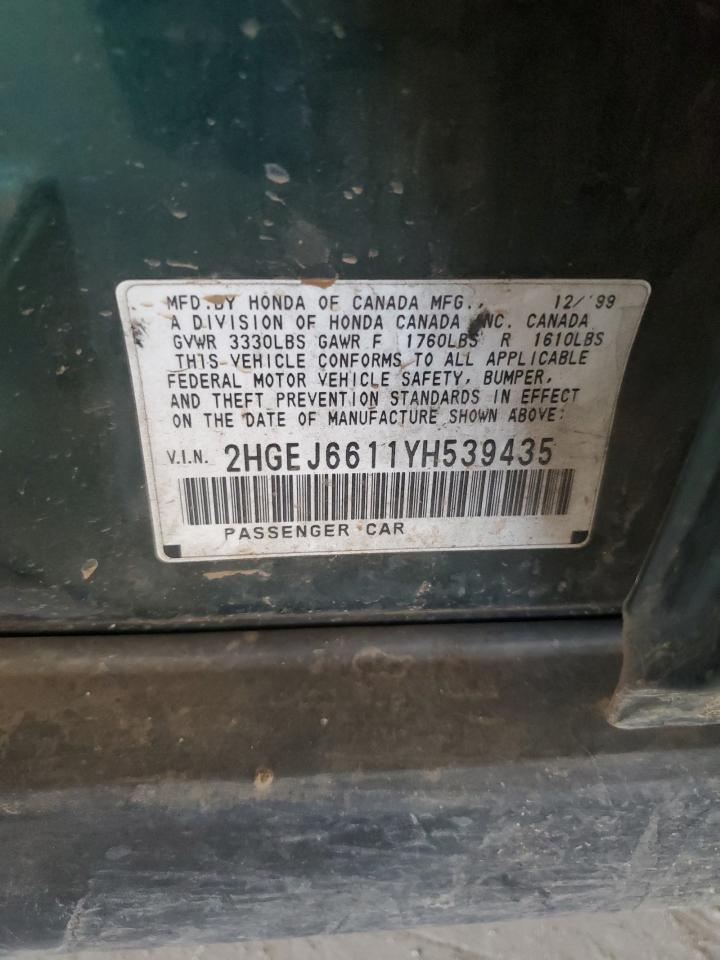 MFD. BY HONDA OF CANADA MFG., 12/'99
A DIVISION OF HONDA CANADA INC. CANADA
GVWR 3330LBS GAWR F 1760LBS R 1610LBS
THIS VEHICLE CONFORMS TO ALL APPLICABLE
FEDERAL MOTOR VEHICLE SAFETY, BUMPER,
AND THEFT PREVENTION STANDARDS IN EFFECT
ON THE DATE OF MANUFACTURE SHOWN ABOVE:
V.I.N. 2HGEJ6611YH539435
PASSENGER CAR